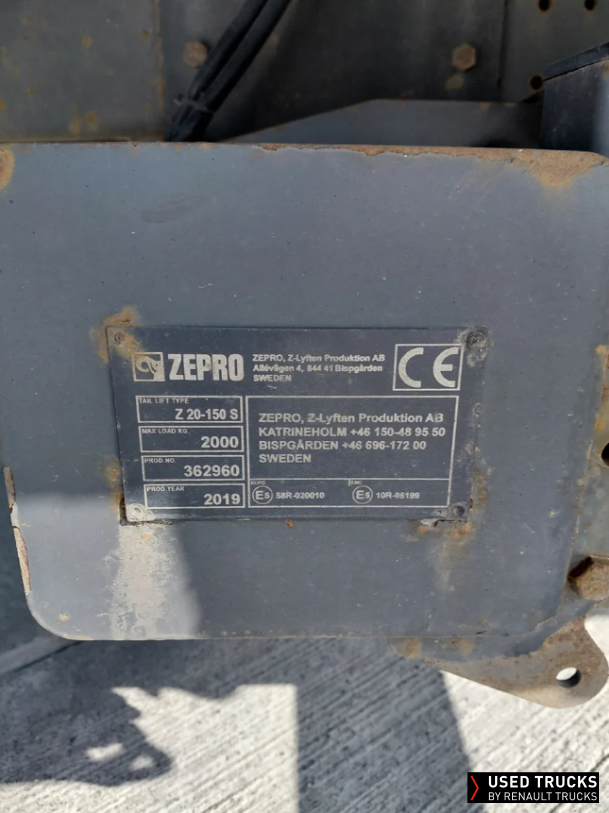 ZEPRO
ZEPRO, Z-Lyften Produktion AB
Allévägen 4, 844 41 Bispgården
SWEDEN
CE
TAIL LIFT TYPE
Z 20-150 S
MAX LOAD KG.
2000
PROD.NO.
362960
PROD.YEAR
2019
ZEPRO, Z-Lyften Produktion AB
KATRINEHOLM +46 150-48 95 50
BISPGÅRDEN +46 696-172 00
SWEDEN
RUPD
E5 58R-020010
EMC
E5 10R-05199
USED TRUCKS
BY RENAULT TRUCKS